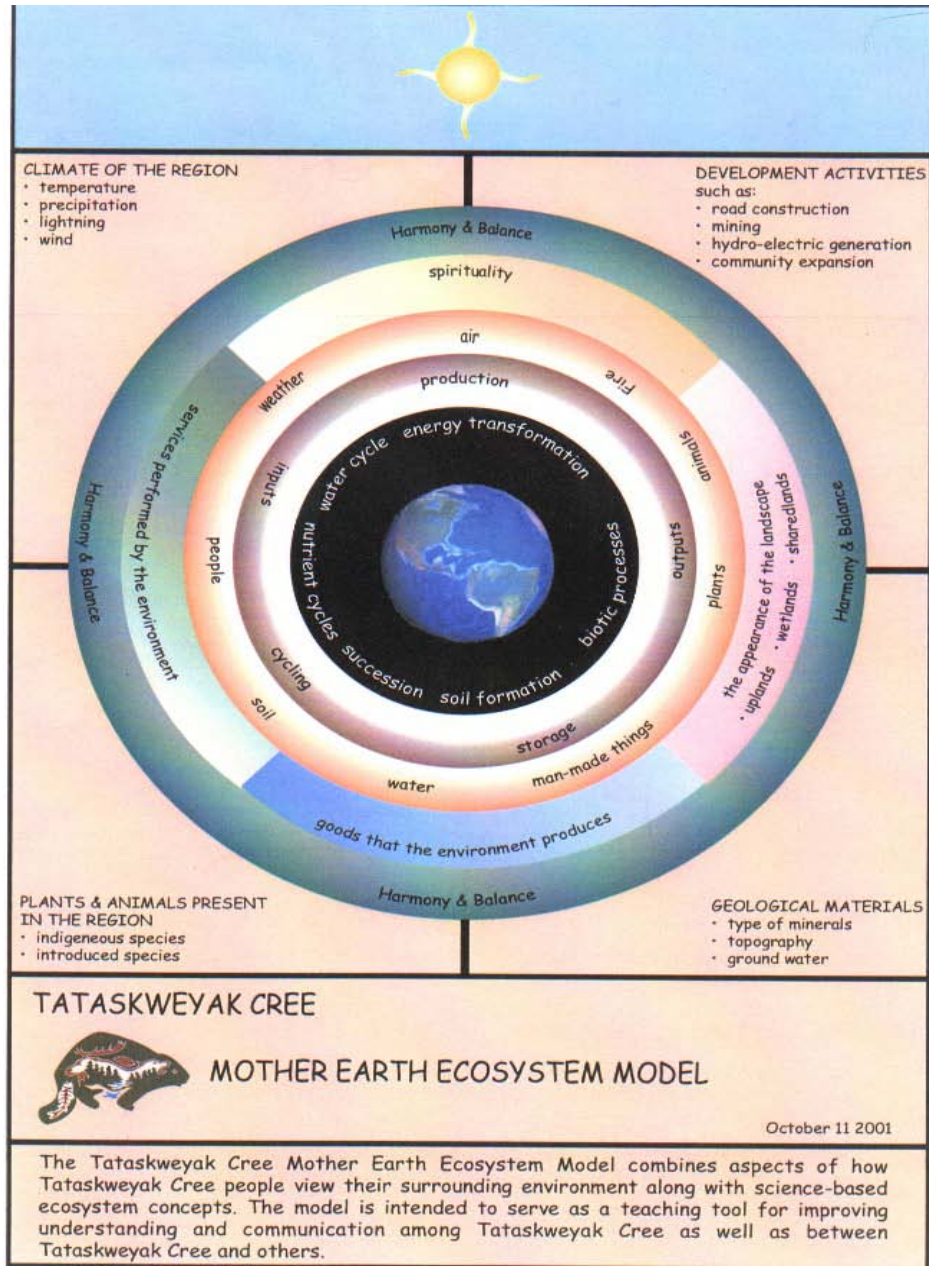 CLIMATE OF THE REGION
• temperature
• precipitation
• lightning
• wind
DEVELOPMENT ACTIVITIES
such as:
• road construction
• mining
• hydro-electric generation
• community expansion
Harmony & Balance
spirituality
air
weather
Fire
production
animals
inputs
water cycle
energy transformation
services performed by the environment
Harmony & Balance
people
nutrient cycles
biotic processes
outputs
plants
the appearance of the landscape
• uplands • wetlands • sharedlands
Harmony & Balance
cycling
succession
soil formation
soil
storage
water
man-made things
goods that the environment produces
Harmony & Balance
PLANTS & ANIMALS PRESENT
IN THE REGION
• indigeneous species
• introduced species
GEOLOGICAL MATERIALS
• type of minerals
• topography
• ground water
TATASKWEYAK CREE
MOTHER EARTH ECOSYSTEM MODEL
October 11 2001
The Tataskweyak Cree Mother Earth Ecosystem Model combines aspects of how
Tataskweyak Cree people view their surrounding environment along with science-based
ecosystem concepts. The model is intended to serve as a teaching tool for improving
understanding and communication among Tataskweyak Cree as well as between
Tataskweyak Cree and others.